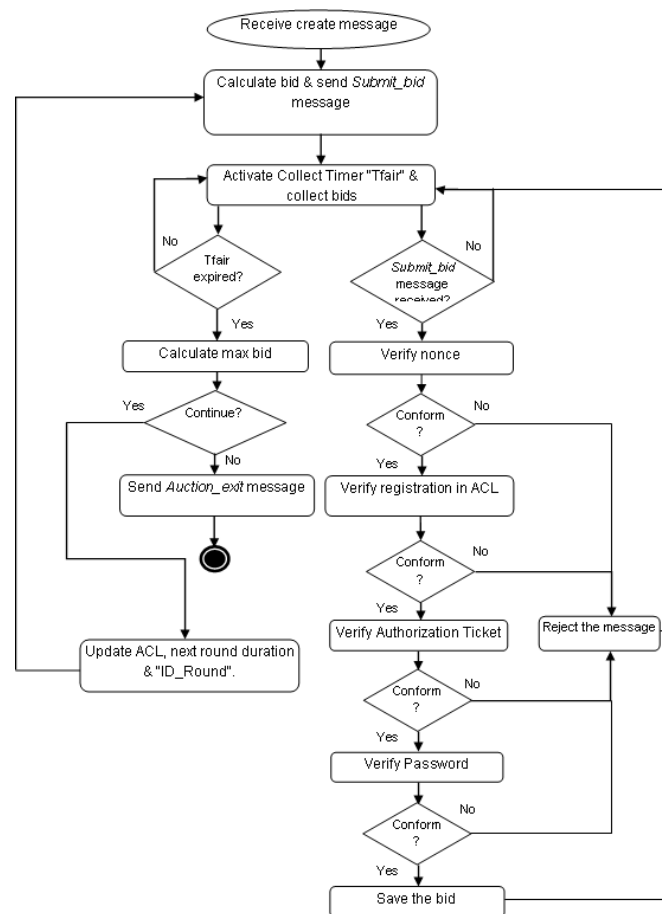 Receive create message
Calculate bid & send Submit_bid
message
Activate Collect Timer "Tfair" &
collect bids
No
No
Tfair
expired?
Submit_bid
message
received?
Yes
Yes
Calculate max bid
Verify nonce
Yes
Continue?
No
Conform
?
No
Yes
Send Auction_exit message
Verify registration in ACL
Conform
?
No
Yes
Verify Authorization Ticket
Reject the message
Update ACL, next round duration
& "ID_Round".
Conform
?
No
Yes
Verify Password
Conform
?
No
Yes
Save the bid